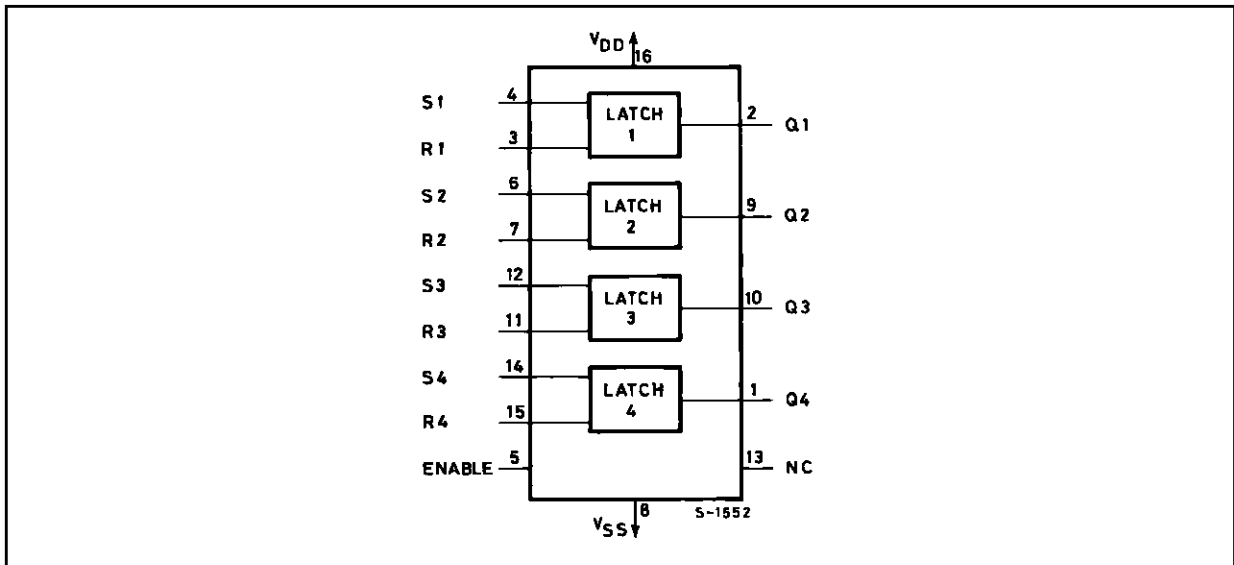 VDD
16
S1 4 LATCH 1 2 Q1
R1 3
S2 6 LATCH 2 9 Q2
R2 7
S3 12 LATCH 3 10 Q3
R3 11
S4 14 LATCH 4 1 Q4
R4 15
ENABLE 5 13 NC
VSS 8 S-1552